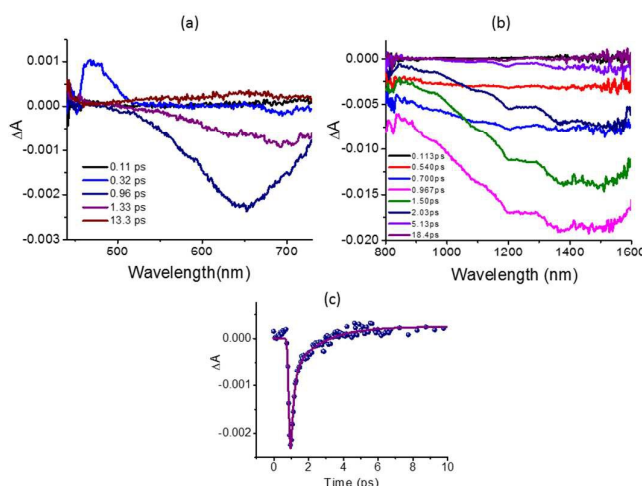 (a)
0.001
0.000
-0.001
-0.002
-0.003
ΔA
0.11 ps
0.32 ps
0.96 ps
1.33 ps
13.3 ps
500
600
700
Wavelength(nm)
(b)
0.000
-0.005
-0.010
-0.015
-0.020
ΔA
0.113ps
0.540ps
0.700ps
0.967ps
1.50ps
2.03ps
5.13ps
18.4ps
800
1000
1200
1400
1600
Wavelength (nm)
(c)
0.000
-0.001
-0.002
ΔA
0
2
4
6
8
10
Time (ps)